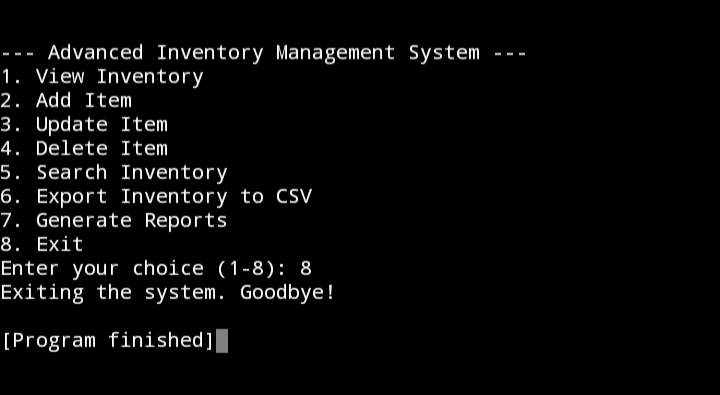 --- Advanced Inventory Management System ---
1. View Inventory
2. Add Item
3. Update Item
4. Delete Item
5. Search Inventory
6. Export Inventory to CSV
7. Generate Reports
8. Exit
Enter your choice (1-8): 8
Exiting the system. Goodbye!
[Program finished]